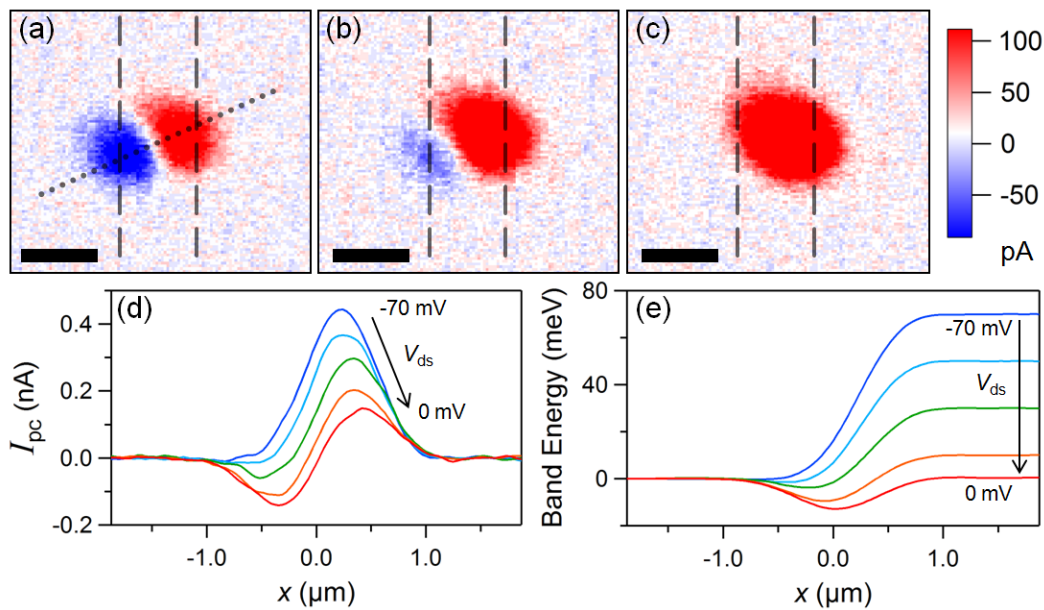 (a)
(b)
(c)
100
50
0
-50
pA
(d)
-70 mV
Vds
0 mV
0.4
0.2
0.0
-0.2
Ipc (nA)
-1.0
0.0
1.0
x (μm)
(e)
-70 mV
Vds
0 mV
80
40
0
Band Energy (meV)
-1.0
0.0
1.0
x (μm)